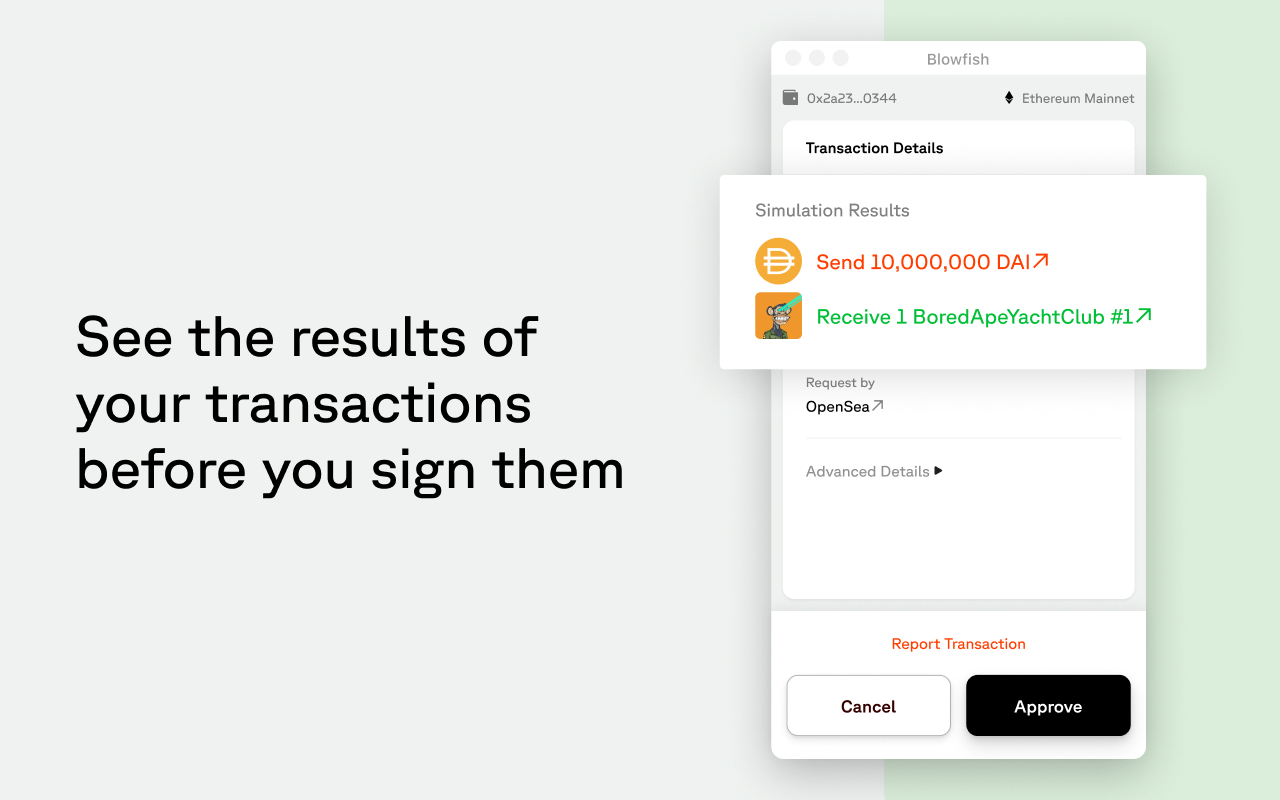 See the results of
your transactions
before you sign them
Blowfish
0x2a23...0344
Ethereum Mainnet
Transaction Details
Simulation Results
Send 10,000,000 DAI
Receive 1 BoredApeYachtClub #1
Request by
OpenSea
Advanced Details
Report Transaction
Cancel
Approve